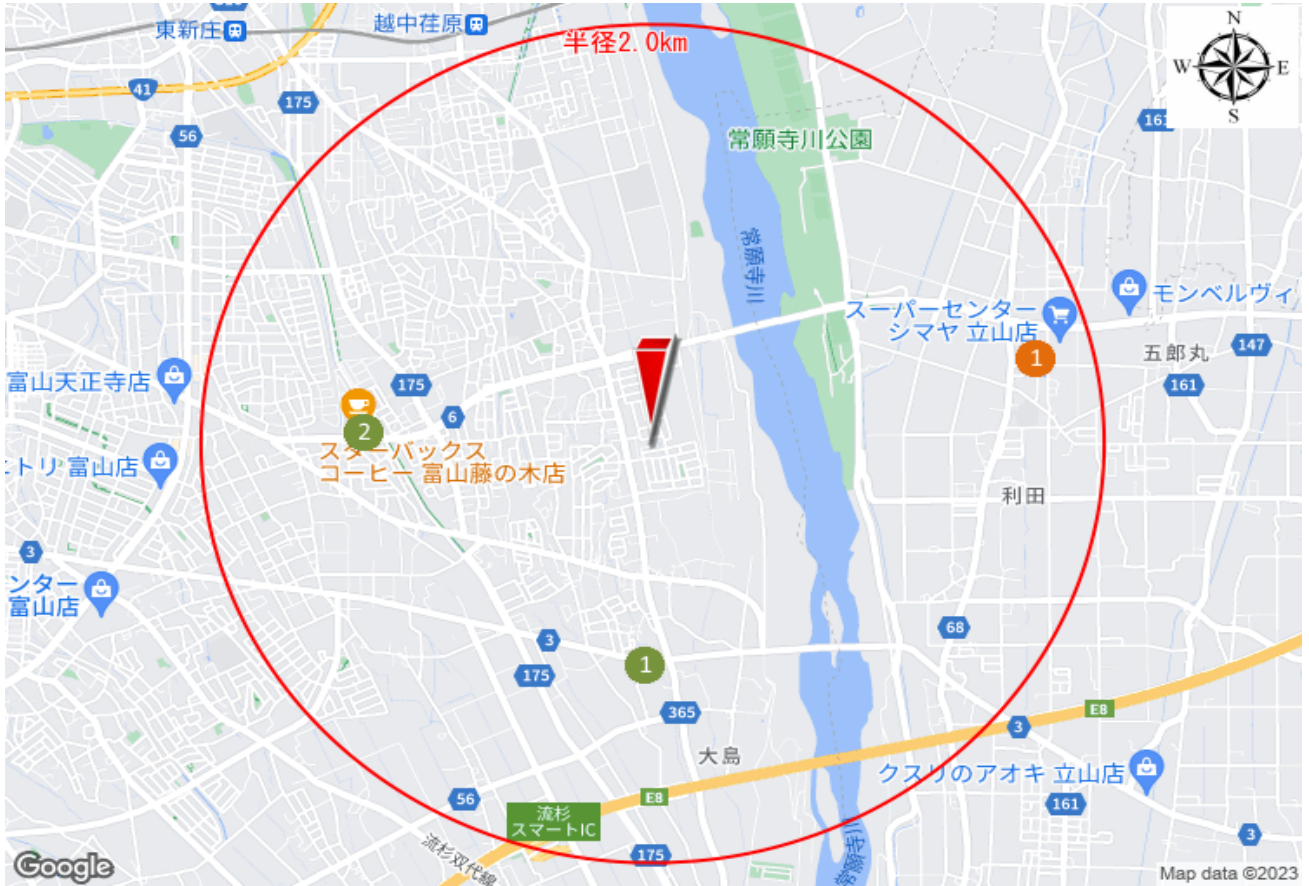 東新庄
越中荏原
半径2.0km
N
W
E
S
41
175
56
161
常願寺川公園
常願寺川
スーパーセンター
シマヤ 立山店
モンベルヴィ
1
五郎丸
147
161
富山天正寺店
175
6
2
スターバックス
コーヒー 富山藤の木店
ニトリ 富山店
利田
3
ンター
富山店
3
68
1
175
365
大島
E8
3
クスリのアオキ 立山店
E8
56
161
流杉
スマートIC
3
流杉双代線
175
常願寺川
Google
Map data ©2023